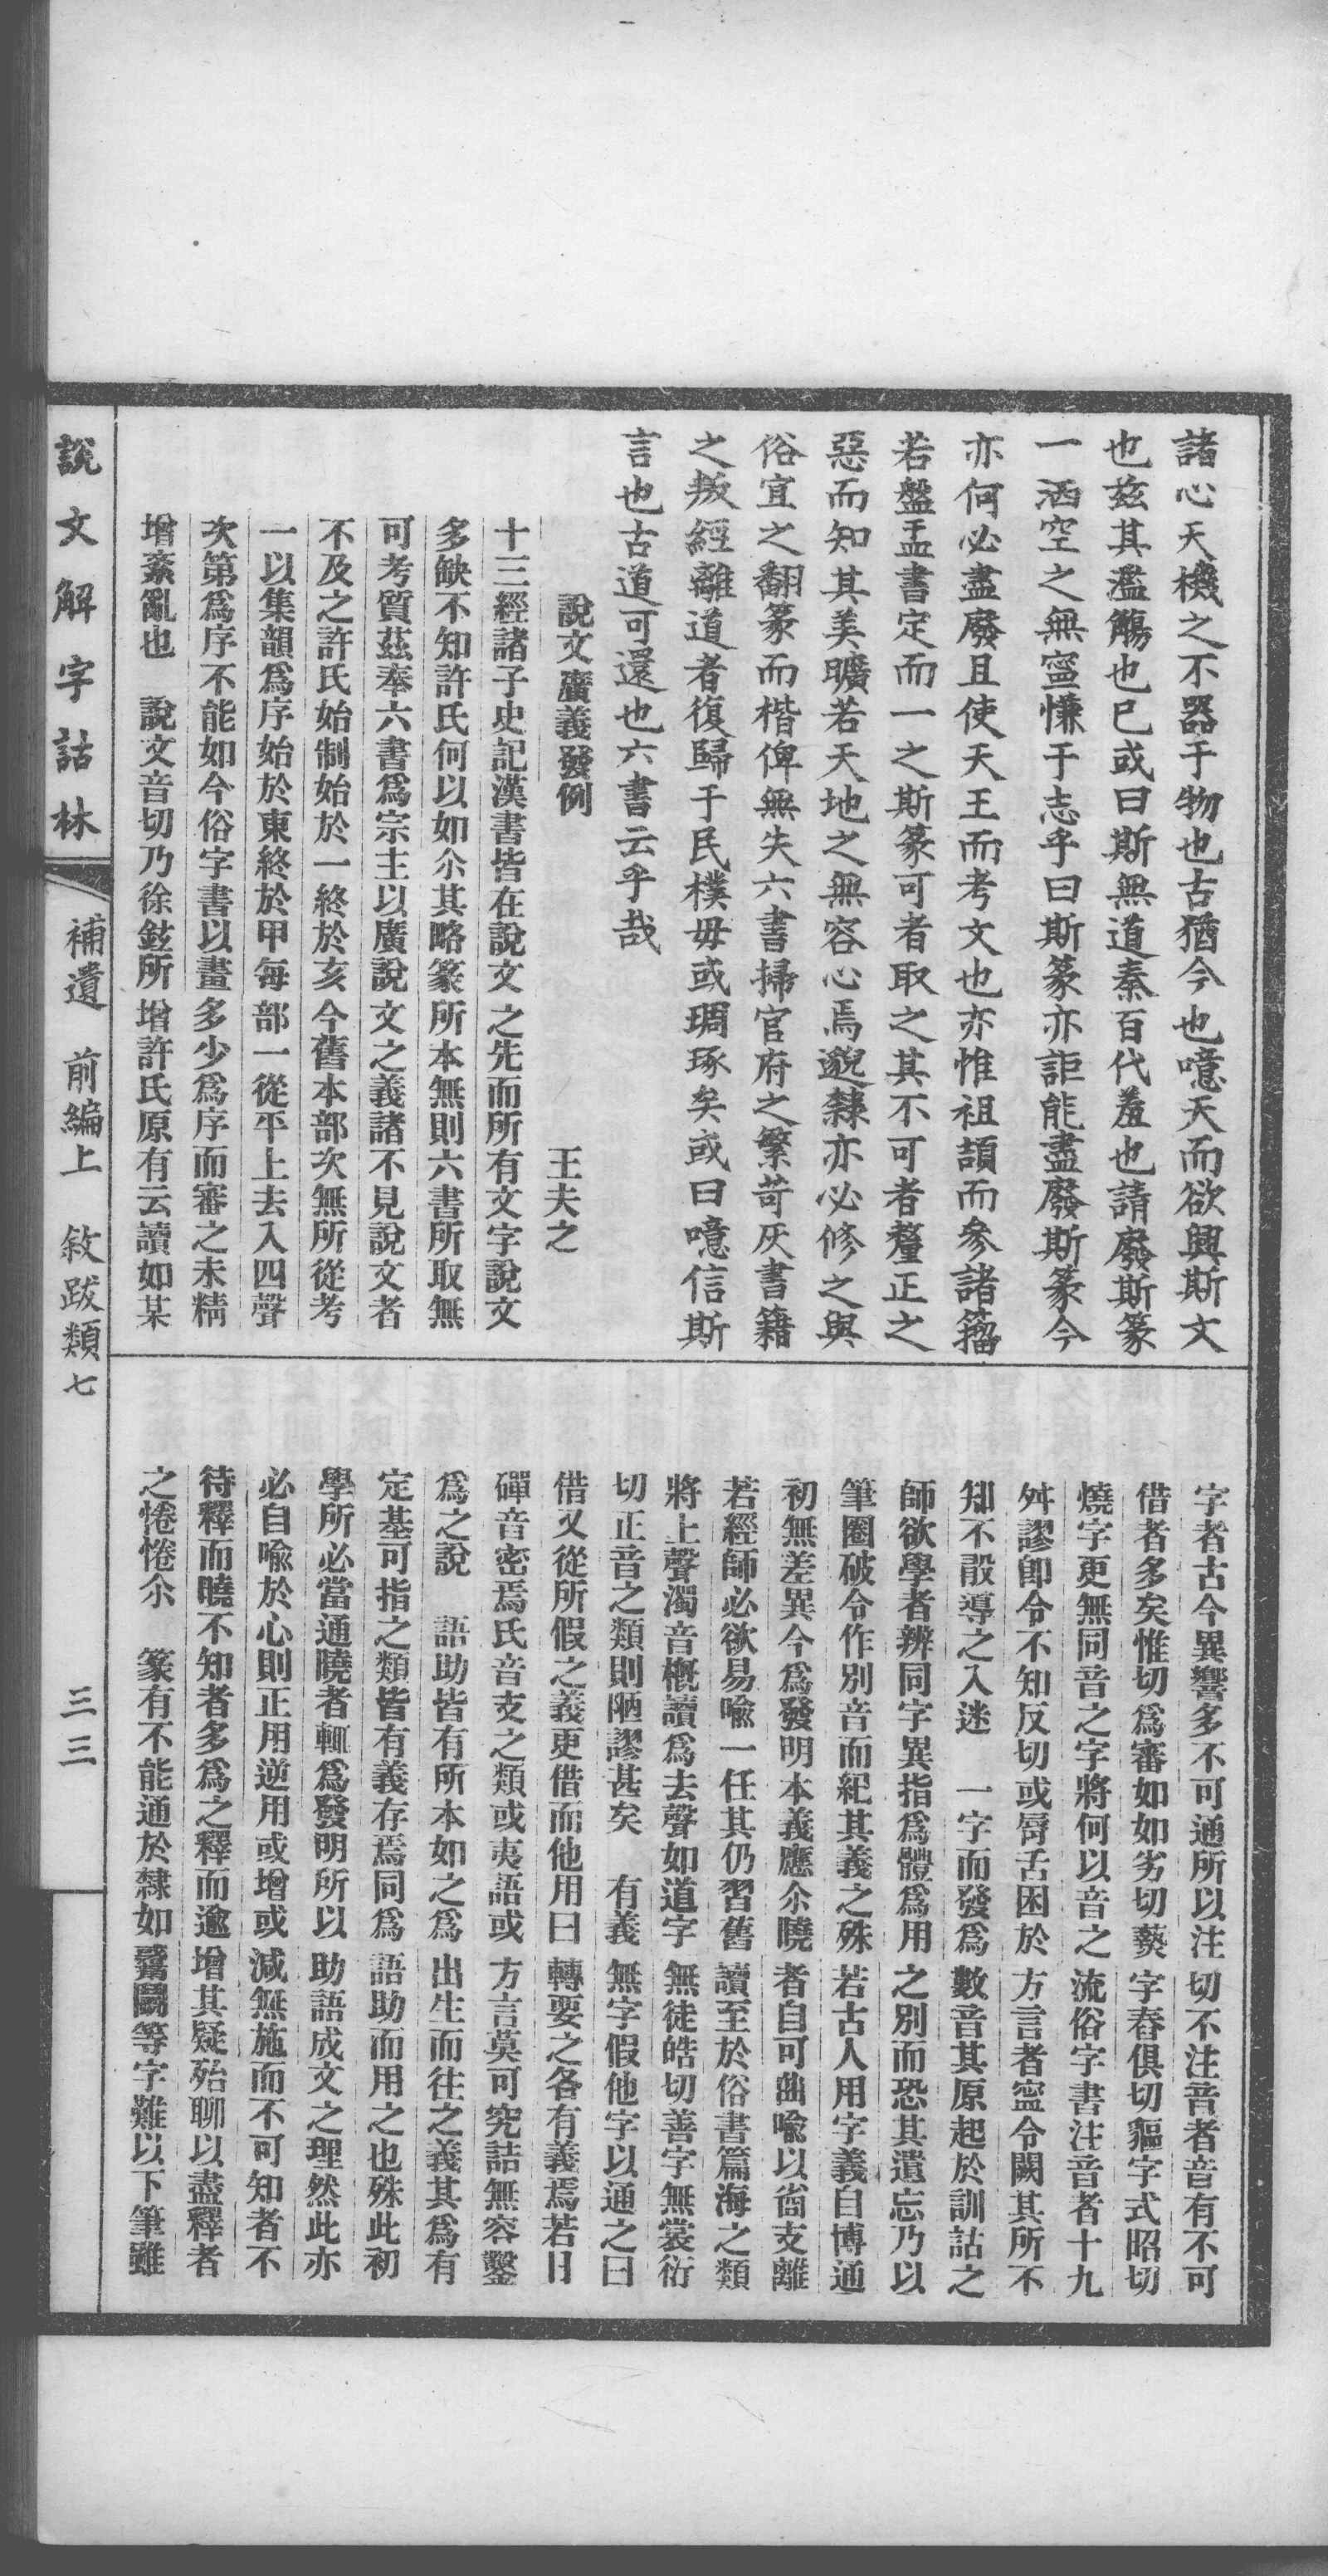 諸心天機之不器于物也古猶今也噫天而欲興斯文
也茲其濫觴也已或曰斯無道秦百代羞也請廢斯篆
一洒空之無寧慊于志乎曰斯篆亦詎能盡廢斯篆今
亦何必盡廢且使天王而考文也亦惟祖頡而參諸籀
若盤盂書定而一之斯篆可者取之其不可者釐正之
惡而知其美曠若天地之無容心焉邈隸亦必修之與
俗宜之翻篆而楷俾無失六書掃官府之繁苛灰書籍
之叛經離道者復歸于民樸毋或琱琢矣或曰噫信斯
言也古道可還也六書云乎哉
說文廣義發例 王夫之
十三經諸子史記漢書皆在說文之先而所有文字說文
多缺不知許氏何以如尒其略篆所本無則六書所取無
可考質茲奉六書爲宗主以廣說文之義諸不見說文者
不及之許氏始制始於一終於亥今舊本部次無所從考
一以集韻爲序始於東終於甲每部一從平上去入四聲
次第爲序不能如今俗字書以畫多少爲序而審之未精
增紊亂也 說文音切乃徐鉉所增許氏原有云讀如某
字者古今異響多不可通所以注切不注音者音有不可
借者多矣惟切爲審如如劣切爇字舂俱切貙字式昭切
燒字更無同音之字將何以音之流俗字書注音者十九
舛謬卽令不知反切或脣舌困於方言者寍令闕其所不
知不設導之入迷 一字而發爲數音其原起於訓詁之
師欲學者辨同字異指爲體爲用之別而恐其遺忘乃以
筆圈破令作別音而紀其義之殊若古人用字義自博通
初無差異今爲發明本義應尒曉者自可曲喩以省支離
若經師必欲易喩一任其仍習舊讀至於俗書篇海之類
將上聲濁音槪讀爲去聲如道字無徒皓切善字無裳衍
切正音之類則陋謬甚矣 有義無字假他字以通之曰
借又從所假之義更借而他用曰轉要之各有義焉若日
磾音密焉氏音支之類或夷語或方言莫可究詰無容鑿
爲之說 語助皆有所本如之爲出生而往之義其爲有
定基可指之類皆有義存焉同爲語助而用之也殊此初
學所必當通曉者輒爲發明所以助語成文之理然此亦
必自喩於心則正用逆用或增或減無施而不可知者不
待釋而曉不知者多爲之釋而逾增其疑殆聊以盡釋者
之惓惓尒 篆有不能通於隸如等字難以下筆雖
說文解字詁林
補遺 前編上 敘跋類七
三三